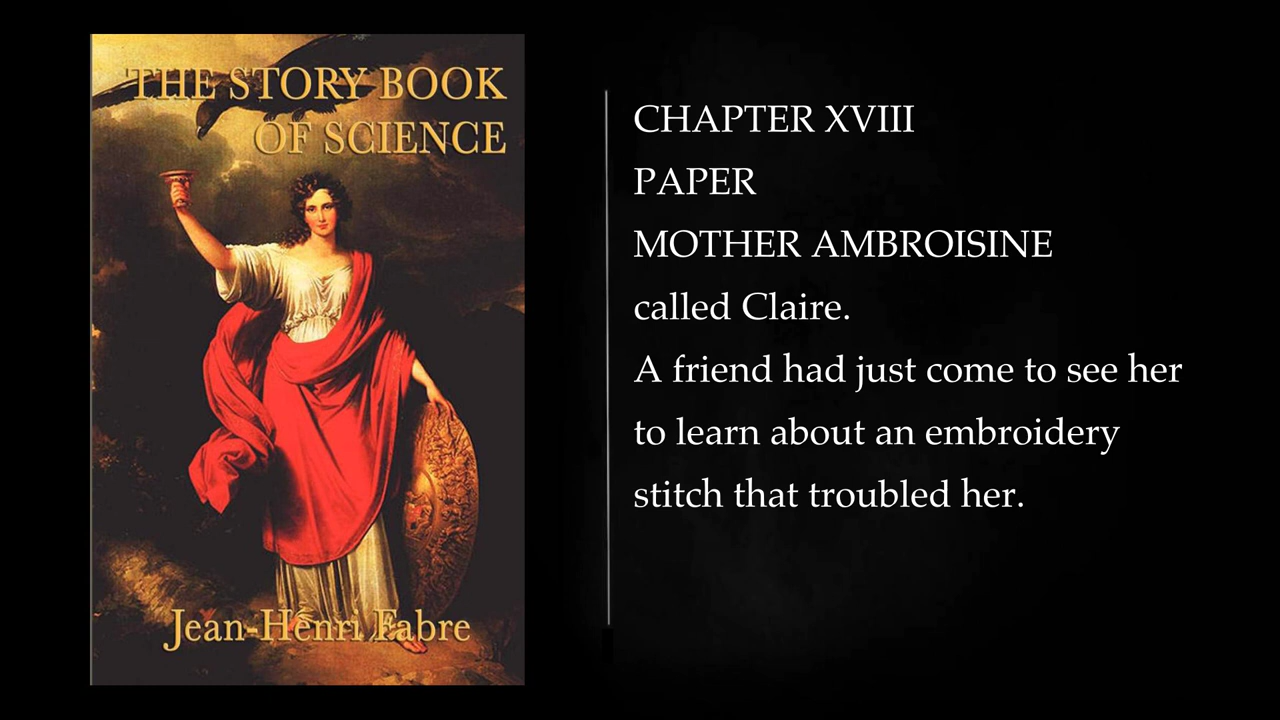 THE STORY BOOK
OF SCIENCE
Jean-Henri Fabre
CHAPTER XVIII
PAPER
MOTHER AMBROISINE
called Claire.
A friend had just come to see her
to learn about an embroidery
stitch that troubled her.